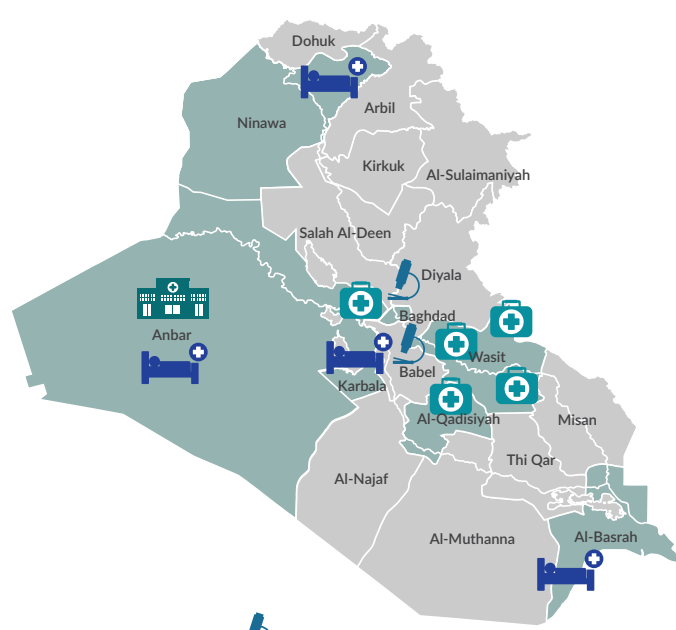 Dohuk
Arbil
Ninawa
Kirkuk
Al-Sulaimaniyah
Salah Al-Deen
Diyala
Baghdad
Anbar
Wasit
Babel
Karbala
Al-Qadisiyah
Misan
Thi Qar
Al-Najaf
Al-Muthanna
Al-Basrah